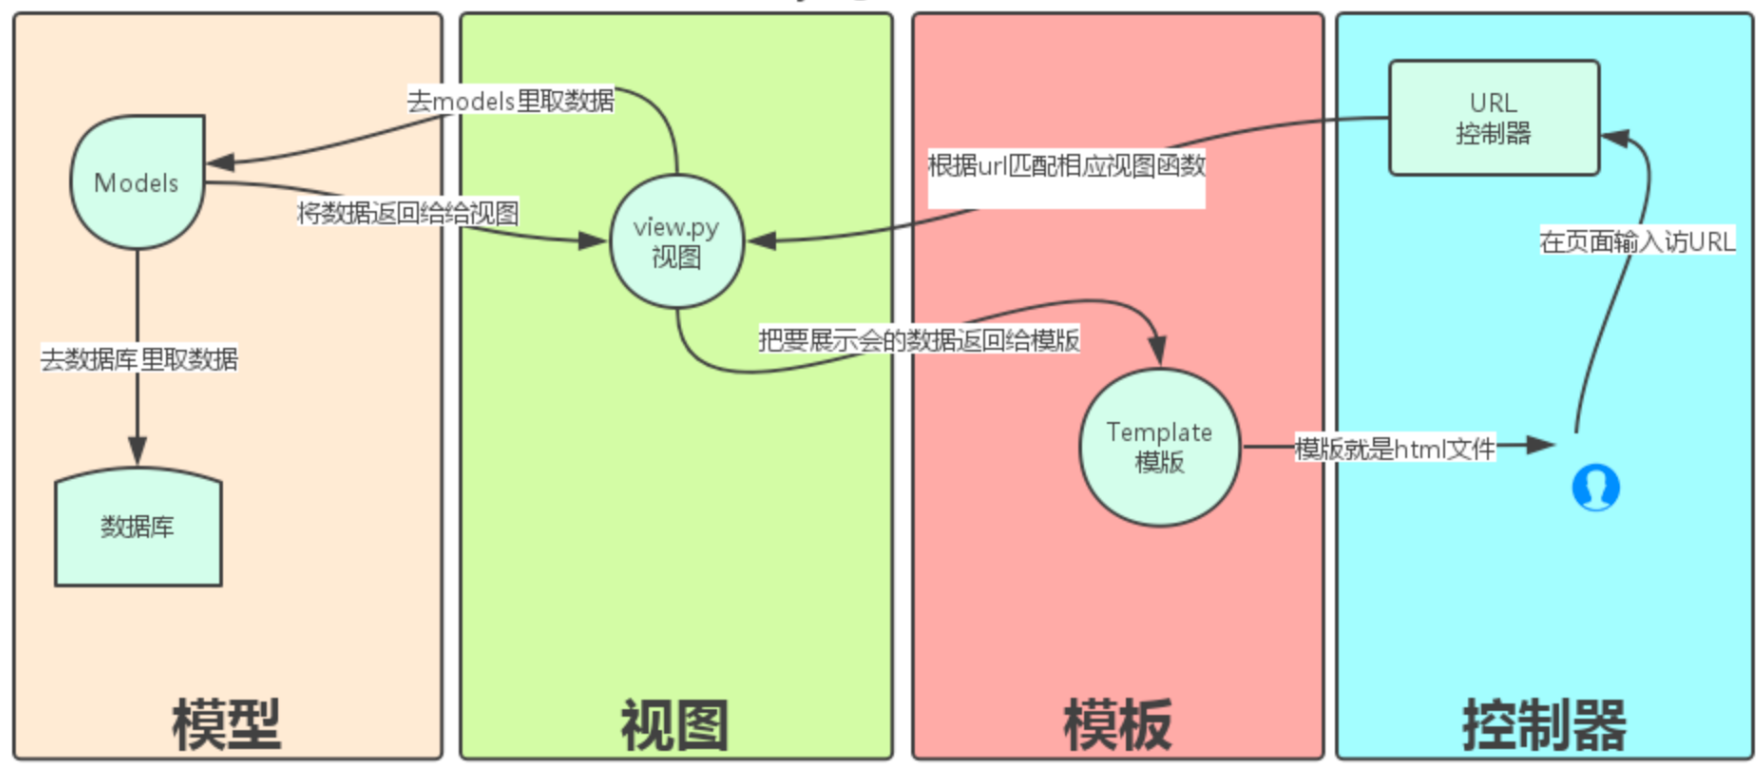 去models里取数据
URL
控制器
根据url匹配相应视图函数
Models
将数据返回给给视图
view.py
视图
在页面输入访URL
把要展示会的数据返回给模版
去数据库里取数据
Template
模版
模版就是html文件
数据库
模型
视图
模板
控制器